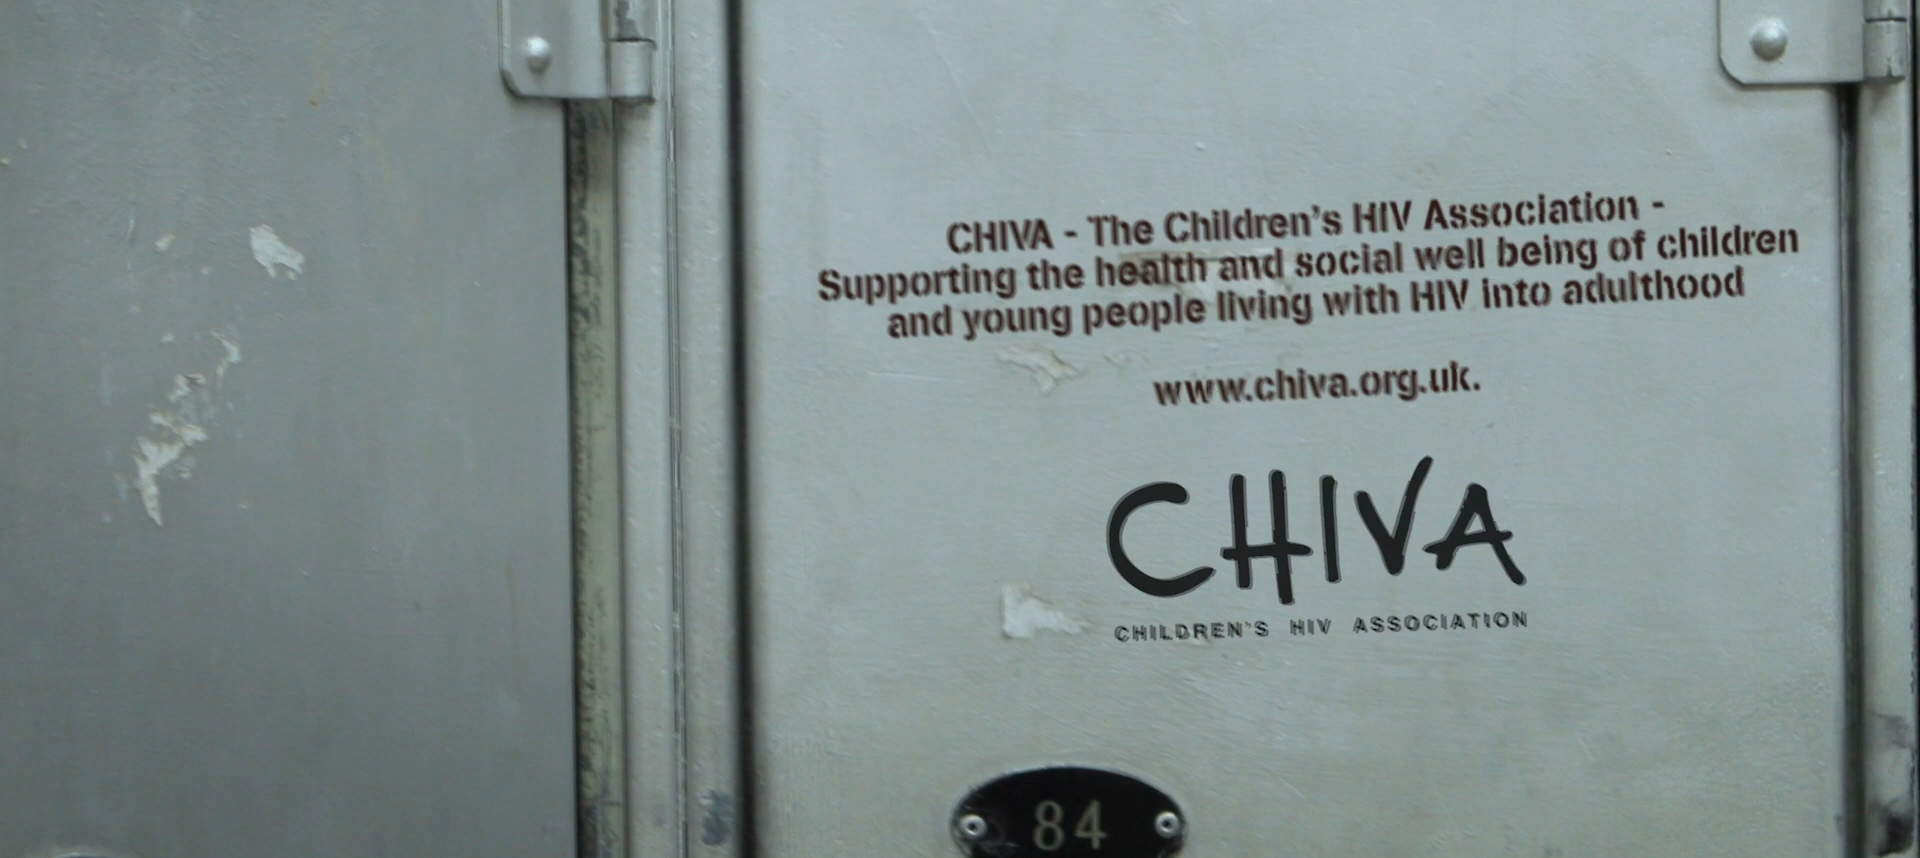 CHIVA - The Children's HIV Association -
Supporting the health and social well being of children
and young people living with HIV into adulthood
www.chiva.org.uk.
CHIVA
CHILDREN'S HIV ASSOCIATION
84